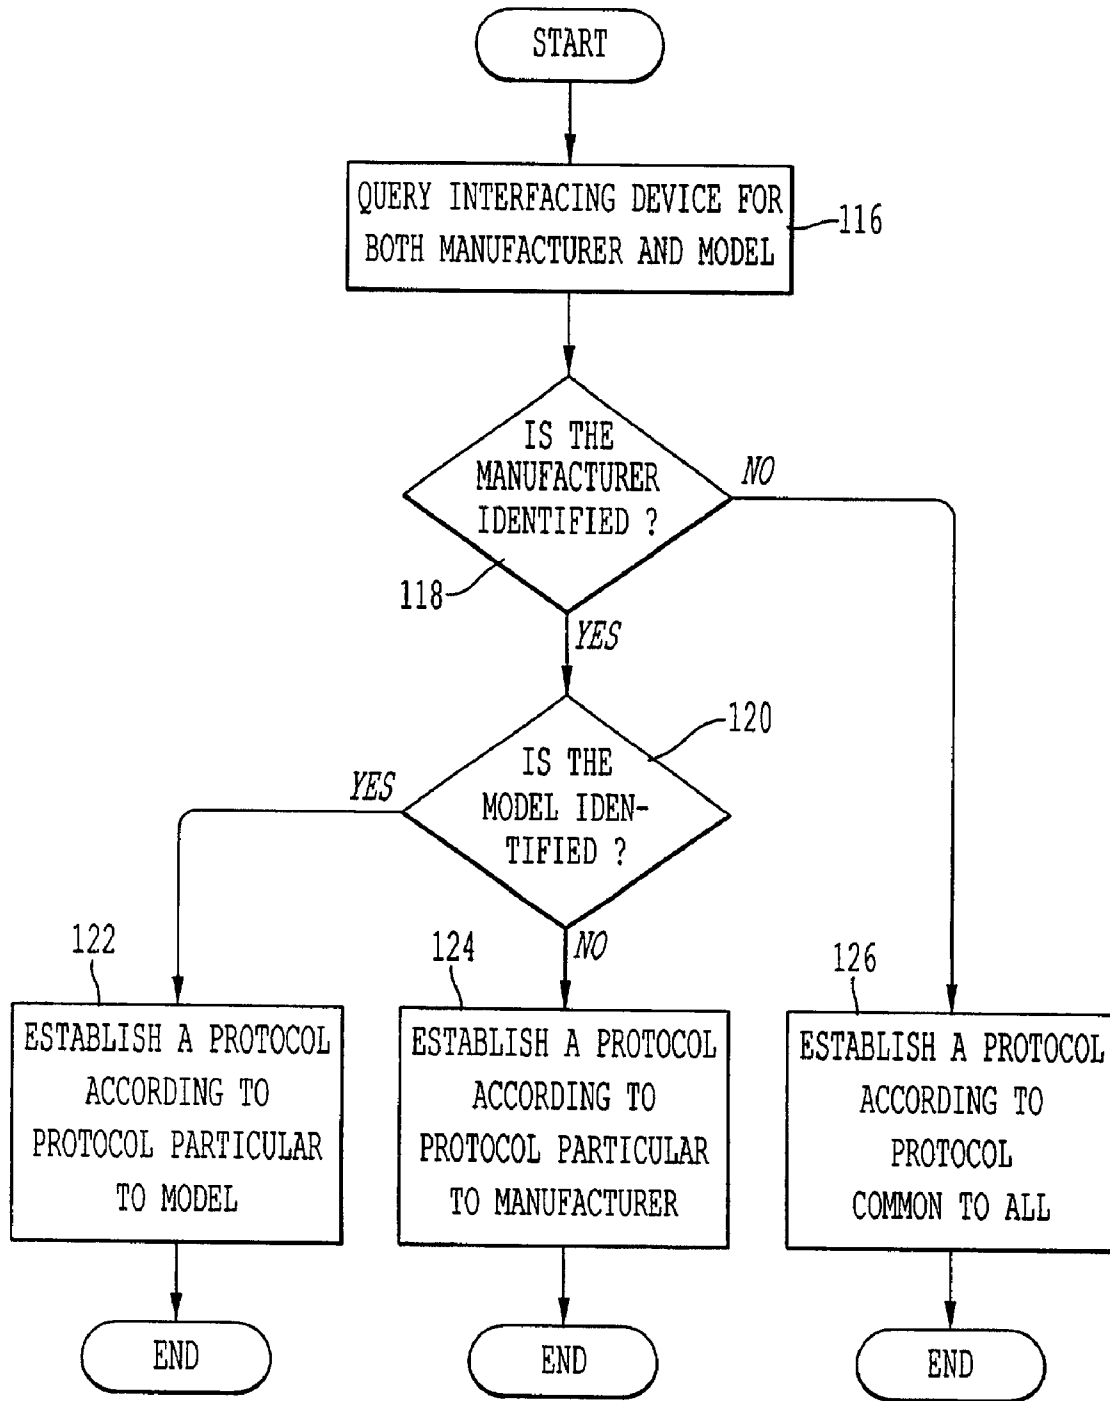 START
QUERY INTERFACING DEVICE FOR
BOTH MANUFACTURER AND MODEL
116
IS THE
MANUFACTURER
IDENTIFIED ?
NO
118
YES
120
IS THE
MODEL IDEN-
TIFIED ?
YES
NO
122
ESTABLISH A PROTOCOL
ACCORDING TO
PROTOCOL PARTICULAR
TO MODEL
124
ESTABLISH A PROTOCOL
ACCORDING TO
PROTOCOL PARTICULAR
TO MANUFACTURER
126
ESTABLISH A PROTOCOL
ACCORDING TO
PROTOCOL
COMMON TO ALL
END
END
END